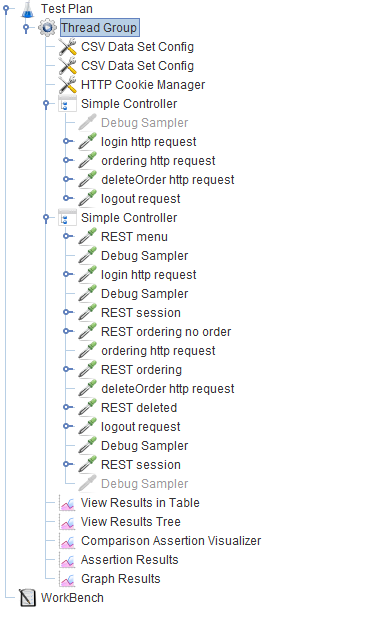 Test Plan
Thread Group
CSV Data Set Config
CSV Data Set Config
HTTP Cookie Manager
Simple Controller
Debug Sampler
login http request
ordering http request
deleteOrder http request
logout request
Simple Controller
REST menu
Debug Sampler
login http request
Debug Sampler
REST session
REST ordering no order
ordering http request
REST ordering
deleteOrder http request
REST deleted
logout request
Debug Sampler
REST session
Debug Sampler
View Results in Table
View Results Tree
Comparison Assertion Visualizer
Assertion Results
Graph Results
WorkBench